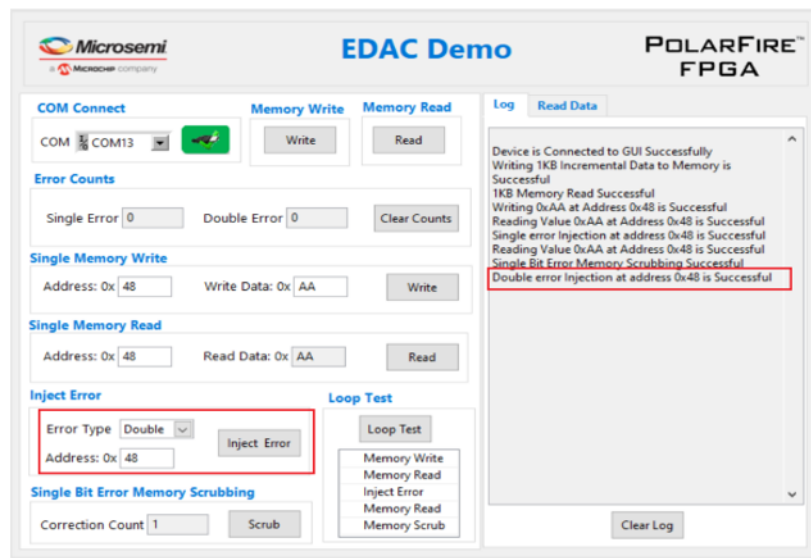 Microsemi
a MICROCHIP company
EDAC Demo
POLARFIRE™
FPGA
COM Connect
COM COM13
Memory Write
Write
Memory Read
Read
Error Counts
Single Error 0 Double Error 0 Clear Counts
Single Memory Write
Address: 0x 48 Write Data: 0x AA Write
Single Memory Read
Address: 0x 48 Read Data: 0x AA Read
Inject Error
Error Type Double
Address: 0x 48
Inject Error
Single Bit Error Memory Scrubbing
Correction Count 1 Scrub
Loop Test
Loop Test
Memory Write
Memory Read
Inject Error
Memory Read
Memory Scrub
Log Read Data
Device is Connected to GUI Successfully
Writing 1KB Incremental Data to Memory is
Successful
1KB Memory Read Successful
Writing 0xAA at Address 0x48 is Successful
Reading Value 0xAA at Address 0x48 is Successful
Single error Injection at address 0x48 is Successful
Reading Value 0xAA at Address 0x48 is Successful
Single Bit Error Memory Scrubbing Successful
Double error Injection at address 0x48 is Successful
Clear Log